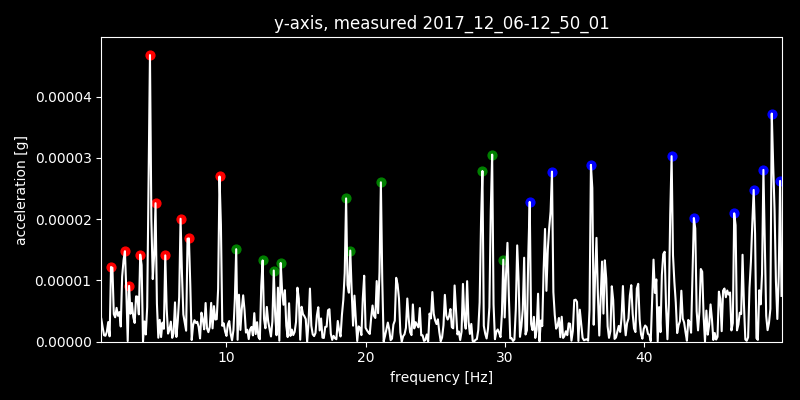 y-axis, measured 2017_12_06-12_50_01
acceleration [g]
0.00004
0.00003
0.00002
0.00001
0.00000
10 20 30 40
frequency [Hz]